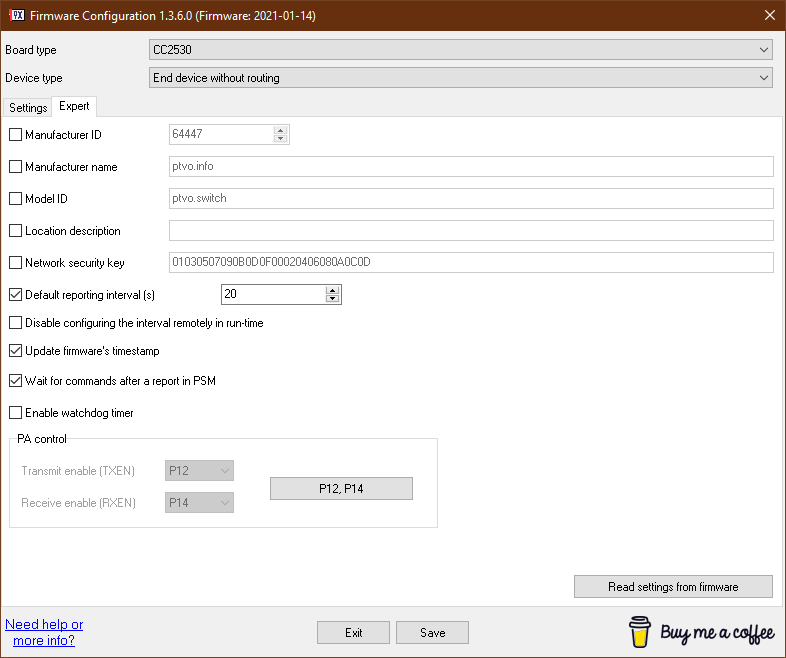 Firmware Configuration 1.3.6.0 (Firmware: 2021-01-14)
Board type CC2530
Device type End device without routing
Settings Expert
Manufacturer ID 64447
Manufacturer name ptvo.info
Model ID ptvo.switch
Location description
Network security key 01030507090B0D0F00020406080A0C0D
Default reporting interval (s) 20
Disable configuring the interval remotely in run-time
Update firmware's timestamp
Wait for commands after a report in PSM
Enable watchdog timer
PA control
Transmit enable (TXEN) P12
P12, P14
Receive enable (RXEN) P14
Read settings from firmware
Need help or
more info?
Exit Save
Buy me a coffee